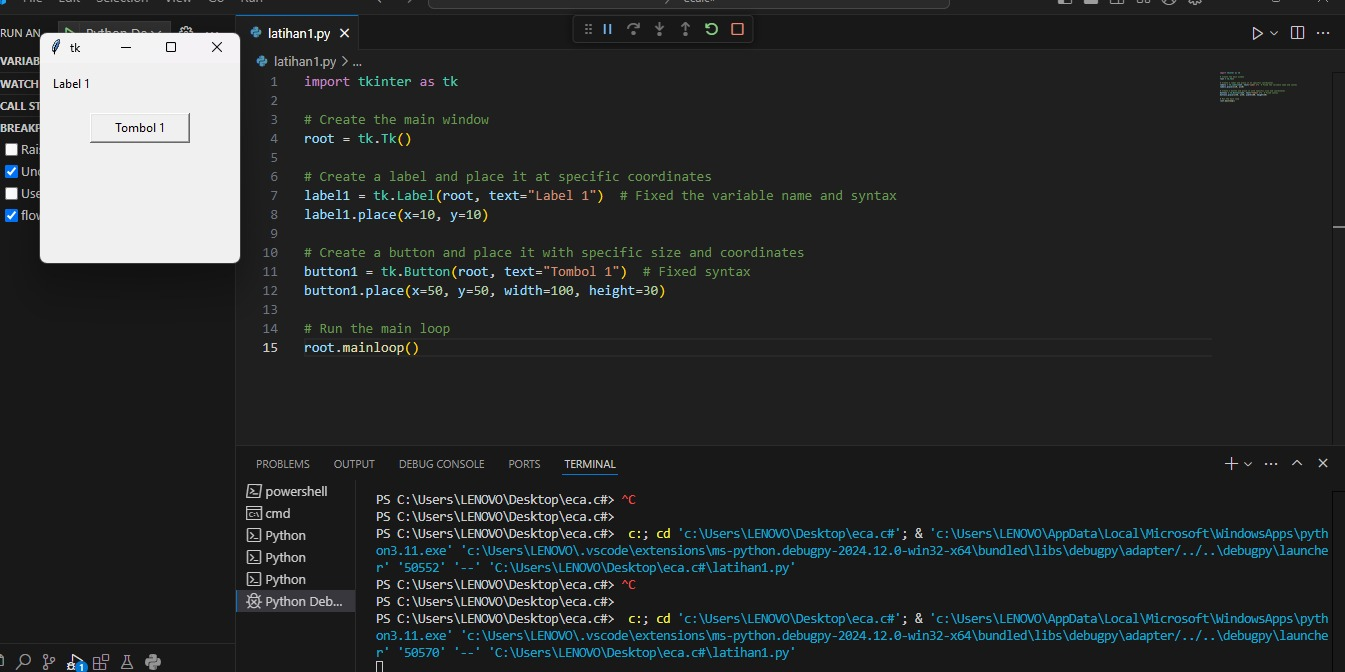 File Edit Selection View Go Run
RUN AN
Python De
tk
VARIAB
WATCH
CALL ST
BREAKP
Rai
Unc
Use
flow
Label 1
Tombol 1
latihan1.py
latihan1.py > ...
1 import tkinter as tk
2
3 # Create the main window
4 root = tk.Tk()
5
6 # Create a label and place it at specific coordinates
7 label1 = tk.Label(root, text="Label 1")  # Fixed the variable name and syntax
8 label1.place(x=10, y=10)
9
10 # Create a button and place it with specific size and coordinates
11 button1 = tk.Button(root, text="Tombol 1")  # Fixed syntax
12 button1.place(x=50, y=50, width=100, height=30)
13
14 # Run the main loop
15 root.mainloop()
PROBLEMS OUTPUT DEBUG CONSOLE PORTS TERMINAL
powershell
cmd
Python
Python
Python
Python Deb...
PS C:\Users\LENOVO\Desktop\eca.c#> ^C
PS C:\Users\LENOVO\Desktop\eca.c#>
PS C:\Users\LENOVO\Desktop\eca.c#>  c:; cd 'c:\Users\LENOVO\Desktop\eca.c#'; & 'c:\Users\LENOVO\AppData\Local\Microsoft\WindowsApps\pyth
on3.11.exe' 'c:\Users\LENOVO\.vscode\extensions\ms-python.debugpy-2024.12.0-win32-x64\bundled\libs\debugpy\adapter/../..\debugpy\launche
r' '50552' '--' 'C:\Users\LENOVO\Desktop\eca.c#\latihan1.py'
PS C:\Users\LENOVO\Desktop\eca.c#> ^C
PS C:\Users\LENOVO\Desktop\eca.c#>
PS C:\Users\LENOVO\Desktop\eca.c#>  c:; cd 'c:\Users\LENOVO\Desktop\eca.c#'; & 'c:\Users\LENOVO\AppData\Local\Microsoft\WindowsApps\pyth
on3.11.exe' 'c:\Users\LENOVO\.vscode\extensions\ms-python.debugpy-2024.12.0-win32-x64\bundled\libs\debugpy\adapter/../..\debugpy\launche
r' '50570' '--' 'C:\Users\LENOVO\Desktop\eca.c#\latihan1.py'
1